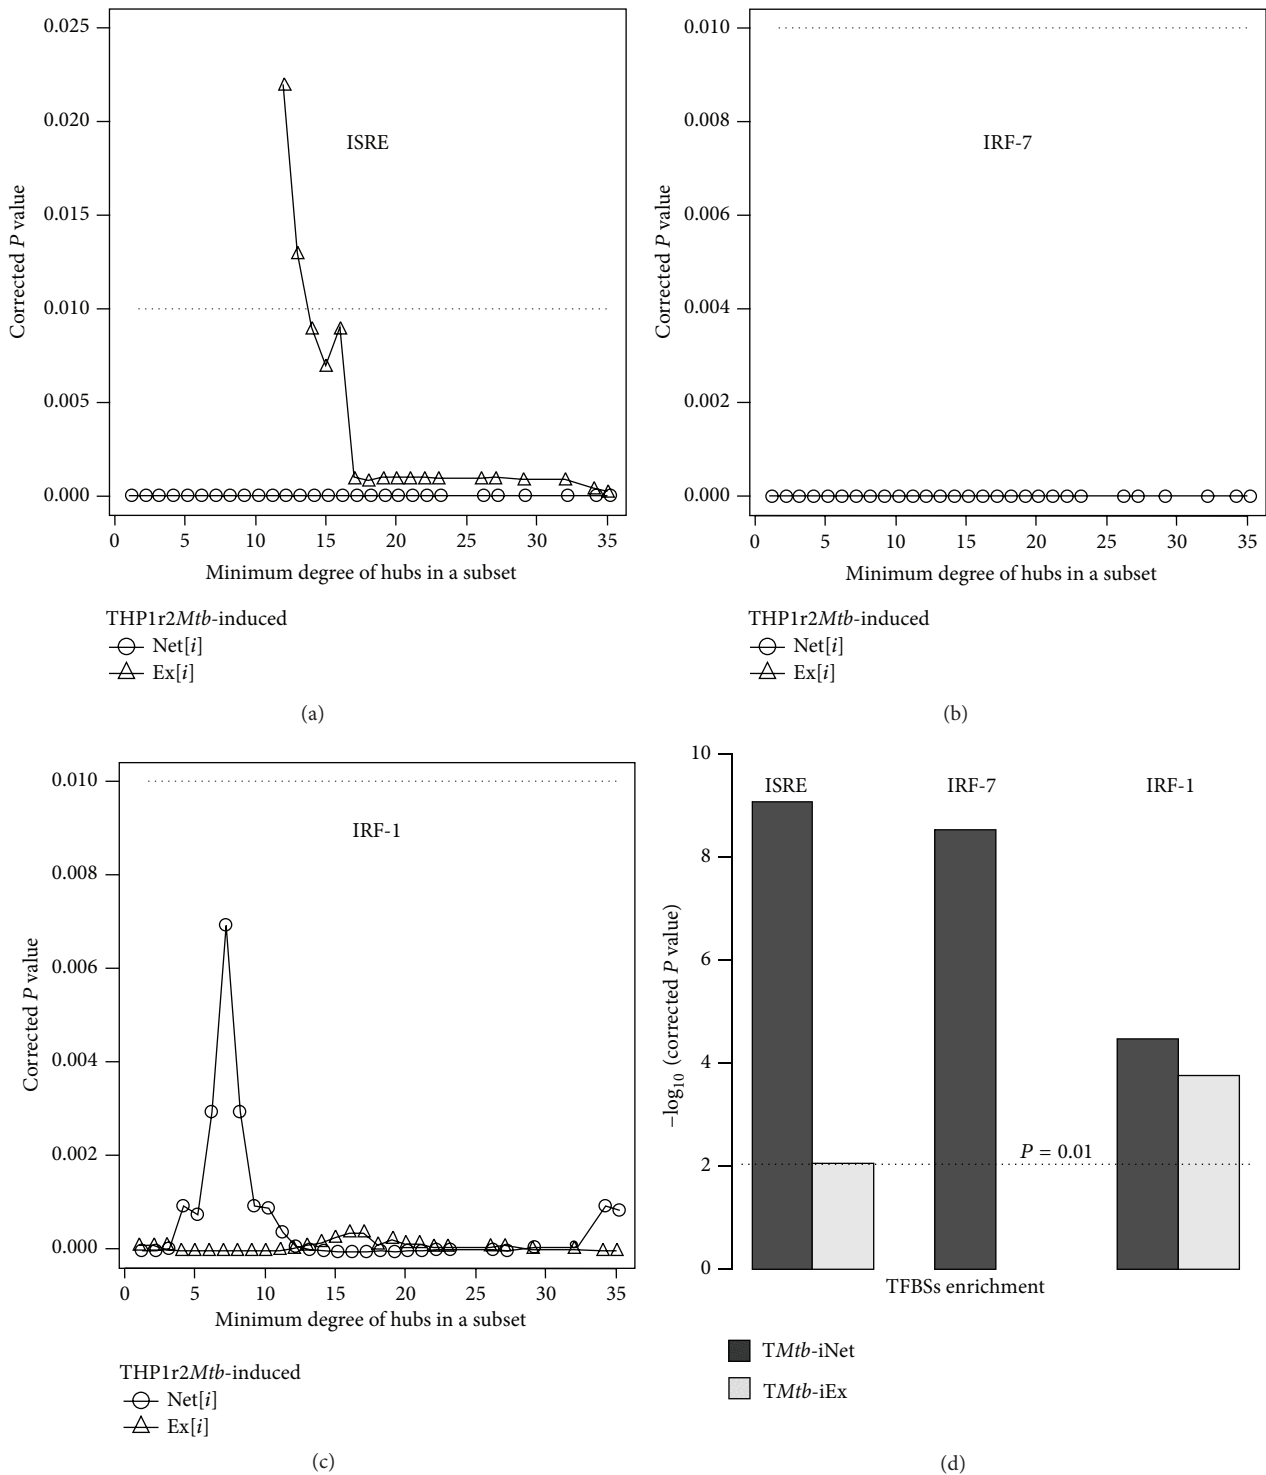 0.025
0.020
0.015
0.010
0.005
0.000
Corrected P value
ISRE
0 5 10 15 20 25 30 35
Minimum degree of hubs in a subset
THP1r2Mtb-induced
Net[i]
Ex[i]
(a)
0.010
0.008
0.006
0.004
0.002
0.000
Corrected P value
IRF-7
0 5 10 15 20 25 30 35
Minimum degree of hubs in a subset
THP1r2Mtb-induced
Net[i]
Ex[i]
(b)
0.010
0.008
0.006
0.004
0.002
0.000
Corrected P value
IRF-1
0 5 10 15 20 25 30 35
Minimum degree of hubs in a subset
THP1r2Mtb-induced
Net[i]
Ex[i]
(c)
10
8
6
4
2
0
−log10 (corrected P value)
ISRE IRF-7 IRF-1
P = 0.01
TFBSs enrichment
TMtb-iNet
TMtb-iEx
(d)